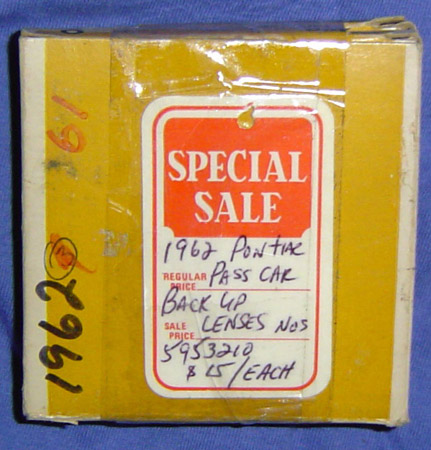 SPECIAL
SALE
1962 PONTIAC
REGULAR PRICE
PASS CAR
BACK UP
SALE PRICE
LENSES NOS
5953210
$15/EACH
61
1962